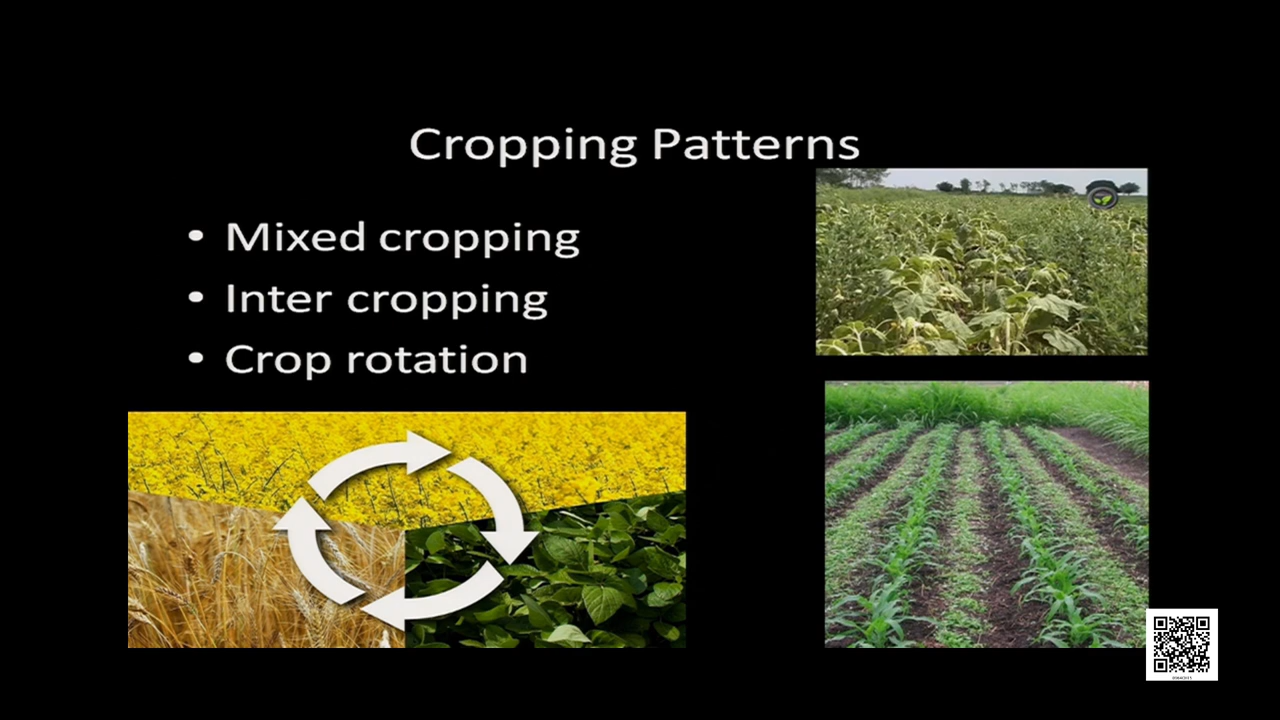 Cropping Patterns
• Mixed cropping
• Inter cropping
• Crop rotation